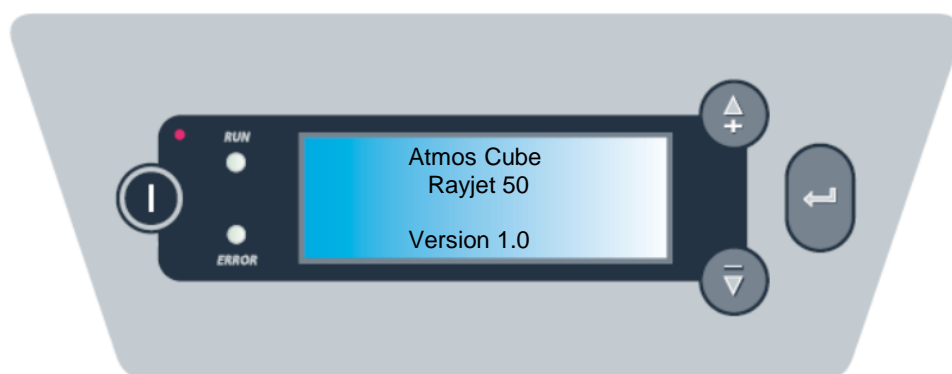 RUN
Atmos Cube
Rayjet 50
Version 1.0
ERROR